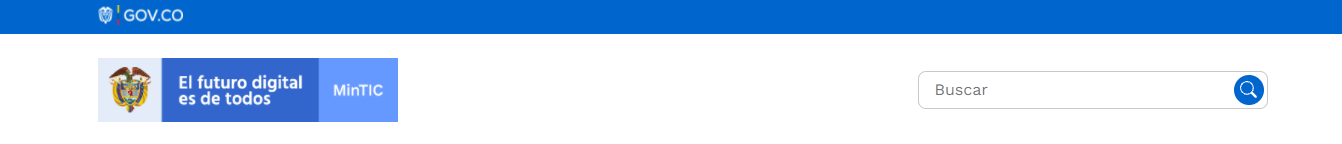 GOV.CO
El futuro digital
es de todos
MinTIC
Buscar